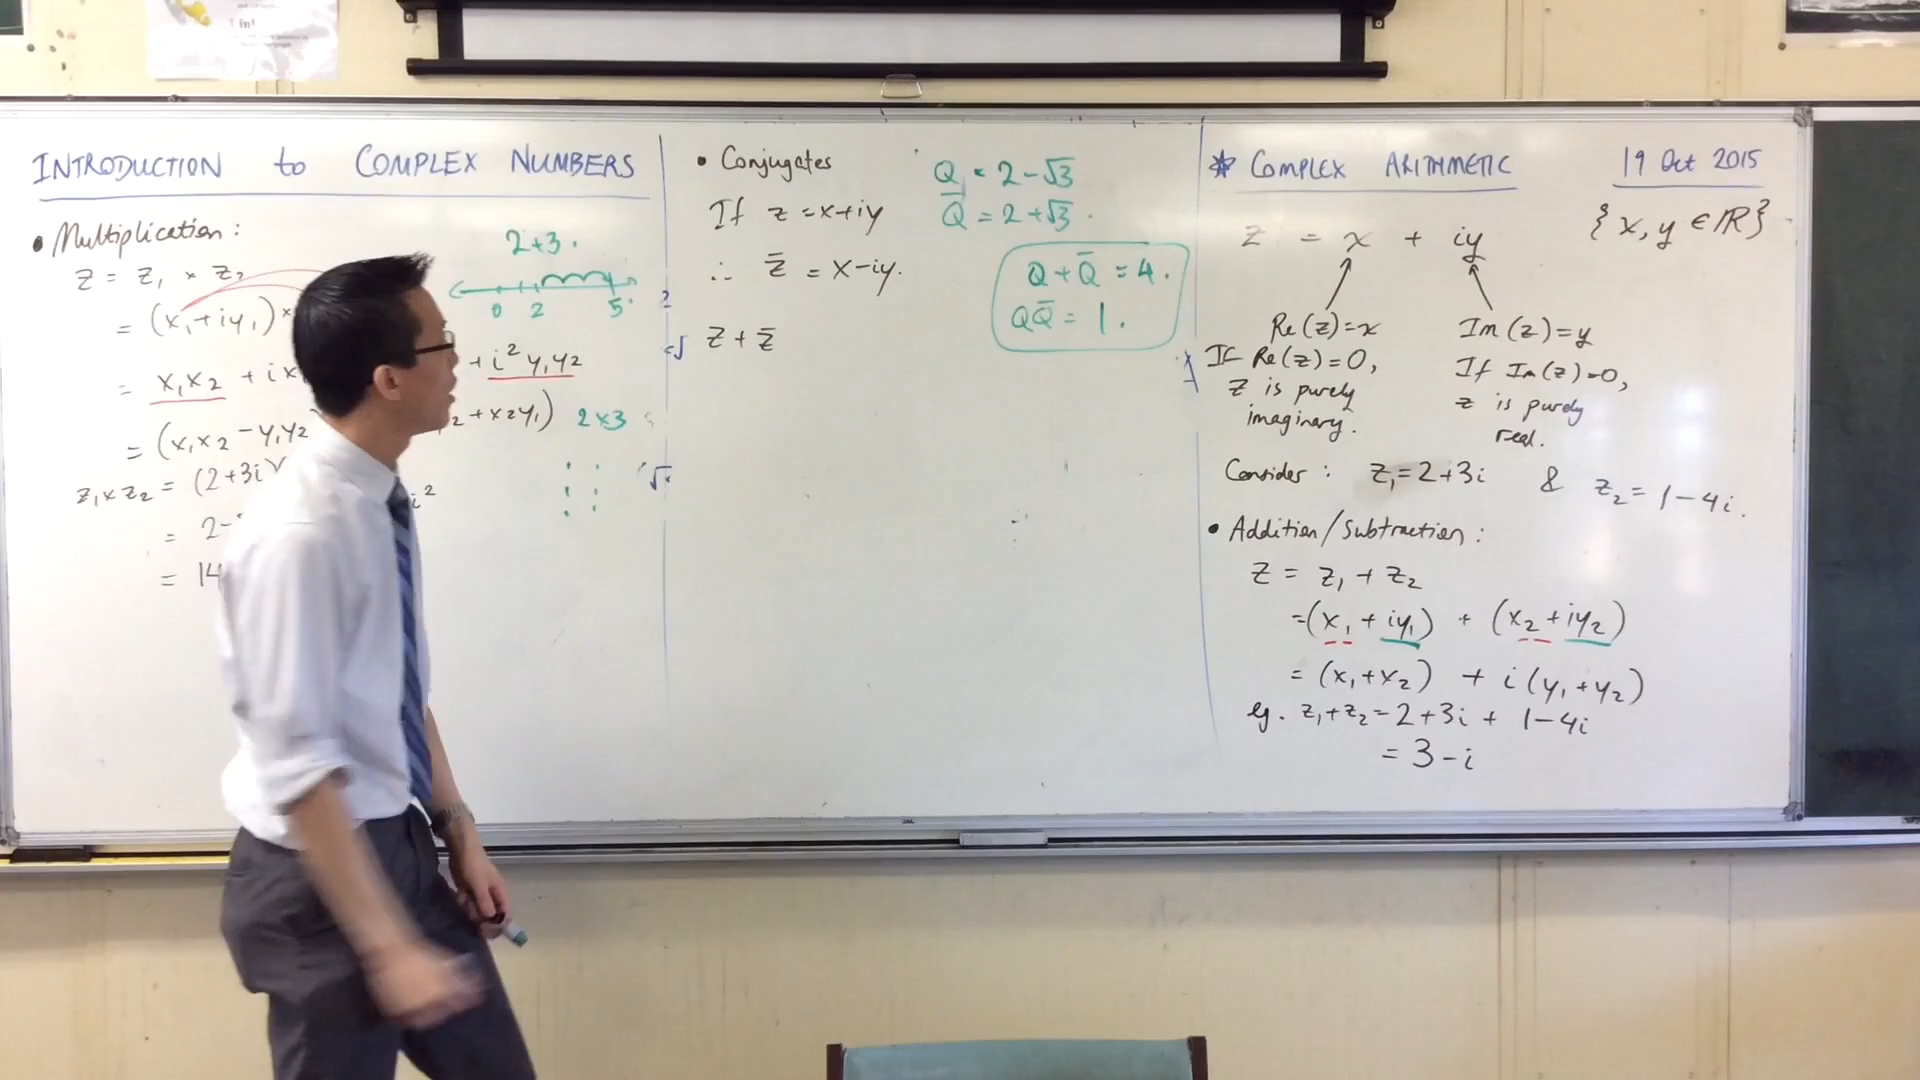 INTRODUCTION to COMPLEX NUMBERS
• Multiplication:
z = z₁ × z₂
= (x₁+iy₁) ×
= x₁x₂ + ix + i²y₁y₂
= (x₁x₂ - y₁y₂ ₂ + x₂y₁)
z₁×z₂ = (2+3i)( i²
= 2-
= 14
2+3.
0 2 5
2×3
• Conjugates
If z = x+iy
∴ z̄ = x-iy.
z + z̄
Q = 2-√3
Q̄ = 2+√3.
Q+Q̄ = 4.
QQ̄ = 1.
* COMPLEX ARITHMETIC 19 Oct 2015
z = x + iy {x, y ∈ ℝ}
Re(z)=x Im(z)=y
If Re(z)=0,
z is purely
imaginary.
If Im(z)=0,
z is purely
real.
Consider: z₁=2+3i & z₂=1-4i.
• Addition/Subtraction:
z = z₁ + z₂
=(x₁ + iy₁) + (x₂ + iy₂)
= (x₁+x₂) + i(y₁+y₂)
eg. z₁+z₂=2+3i + 1-4i
= 3-i